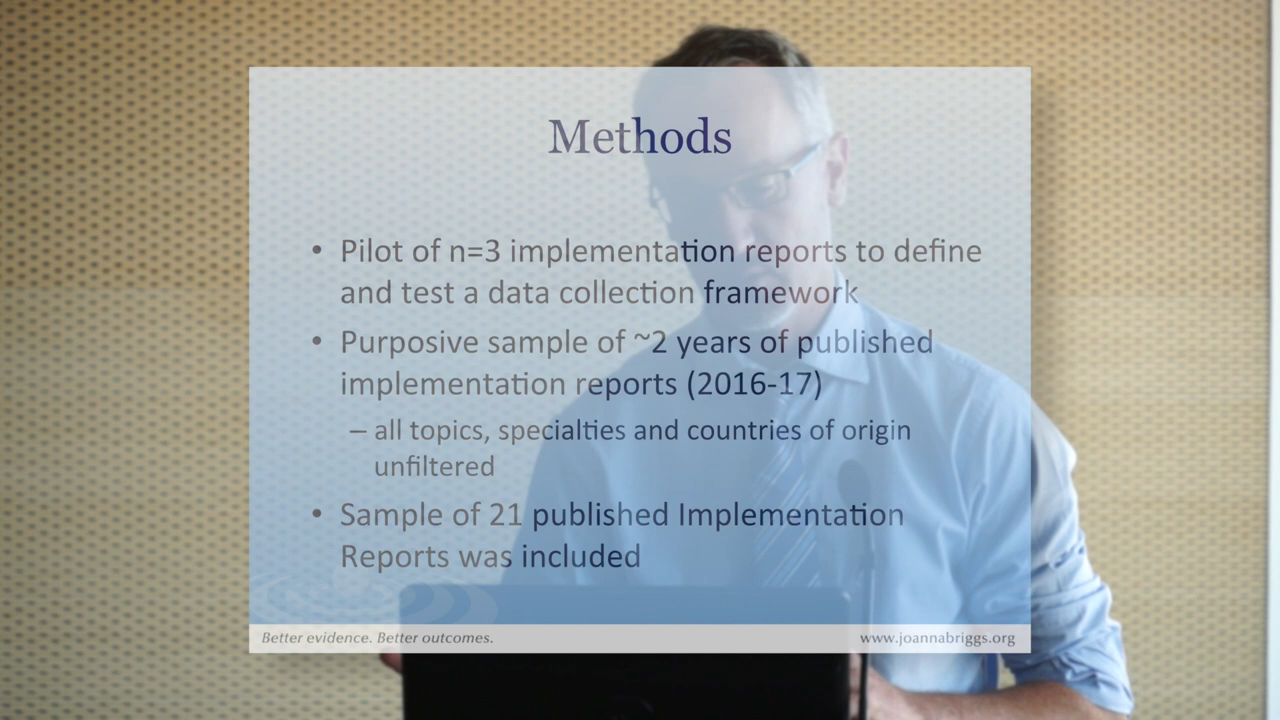 Methods
• Pilot of n=3 implementation reports to define
and test a data collection framework
• Purposive sample of ~2 years of published
implementation reports (2016-17)
– all topics, specialties and countries of origin
unfiltered
• Sample of 21 published Implementation
Reports was included
Better evidence. Better outcomes.
www.joannabriggs.org